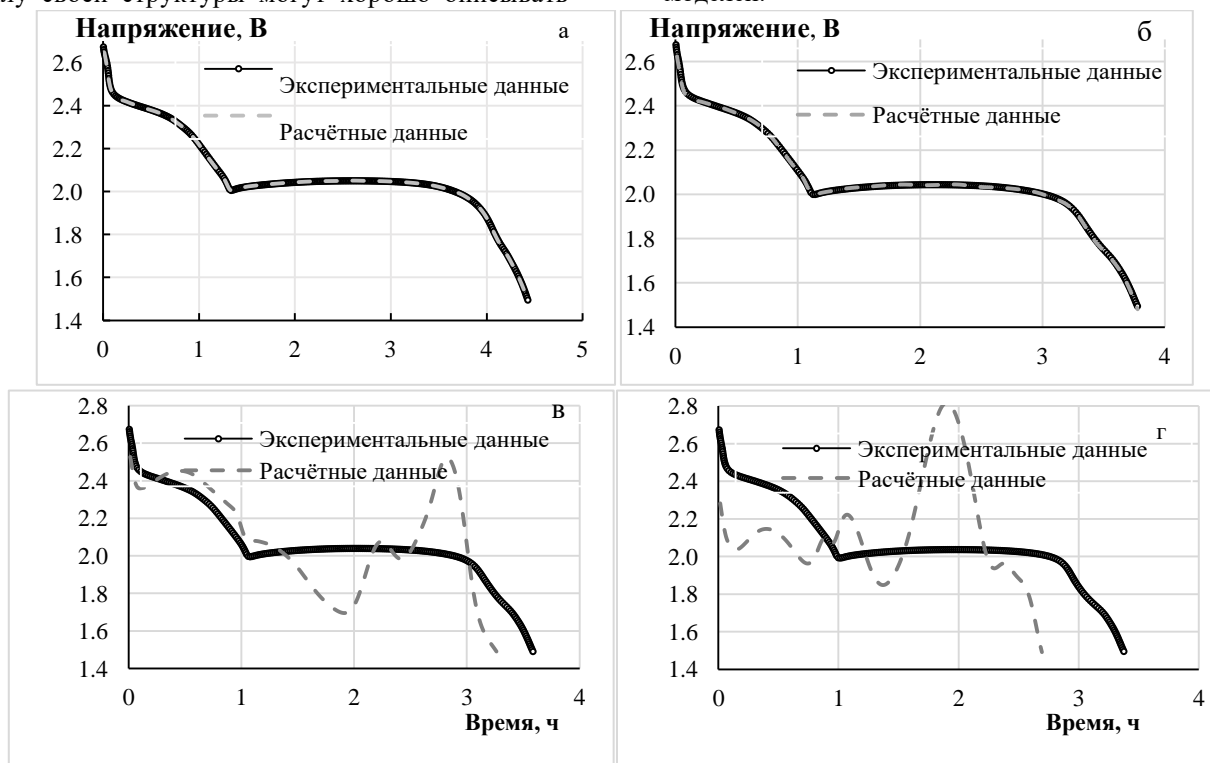 своей структуры могут хорошо описывать
Напряжение, В
а
Экспериментальные данные
Расчётные данные
2.6
2.4
2.2
2.0
1.8
1.6
1.4
0 1 2 3 4 5
Напряжение, В
б
Экспериментальные данные
Расчётные данные
2.6
2.4
2.2
2.0
1.8
1.6
1.4
0 1 2 3 4
в
Экспериментальные данные
Расчётные данные
2.8
2.6
2.4
2.2
2.0
1.8
1.6
1.4
0 1 2 3 4
Время, ч
г
Экспериментальные данные
Расчётные данные
2.8
2.6
2.4
2.2
2.0
1.8
1.6
1.4
0 1 2 3 4
Время, ч